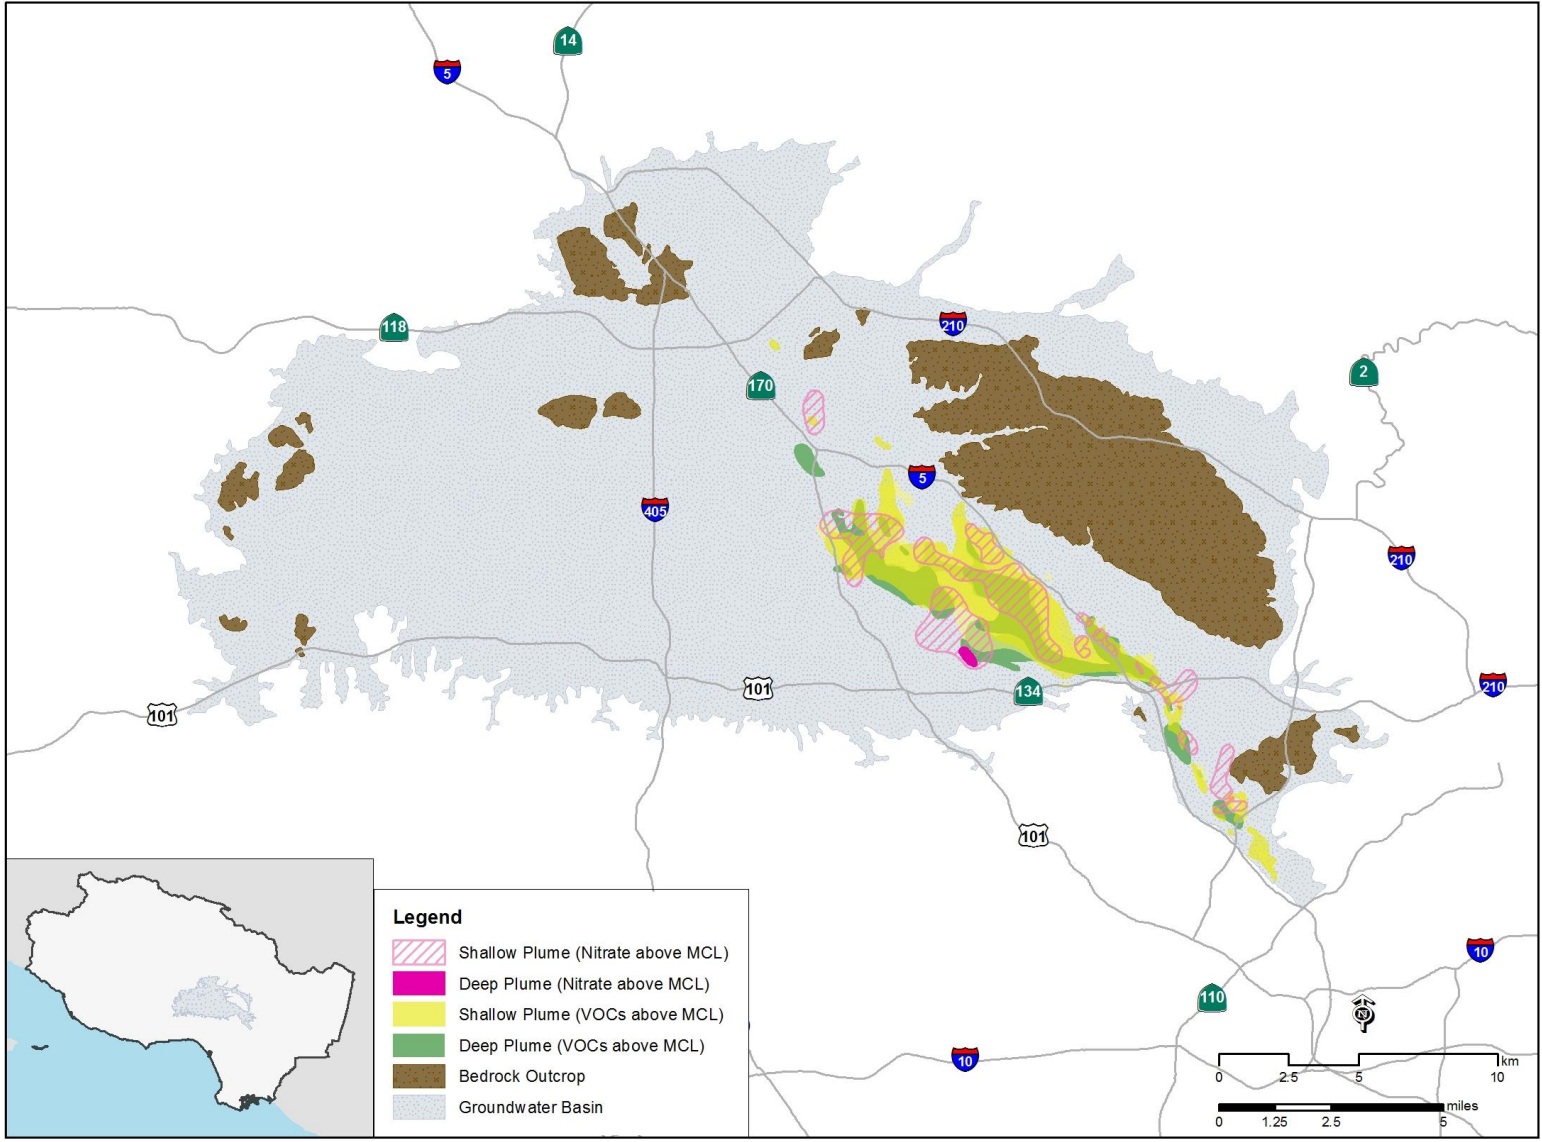 14
5
210
118
2
170
5
405
210
210
101
134
101
101
Legend
Shallow Plume (Nitrate above MCL)
Deep Plume (Nitrate above MCL)
Shallow Plume (VOCs above MCL)
Deep Plume (VOCs above MCL)
Bedrock Outcrop
Groundwater Basin
10
110
N
10
km
0 2.5 5 10
miles
0 1.25 2.5 5